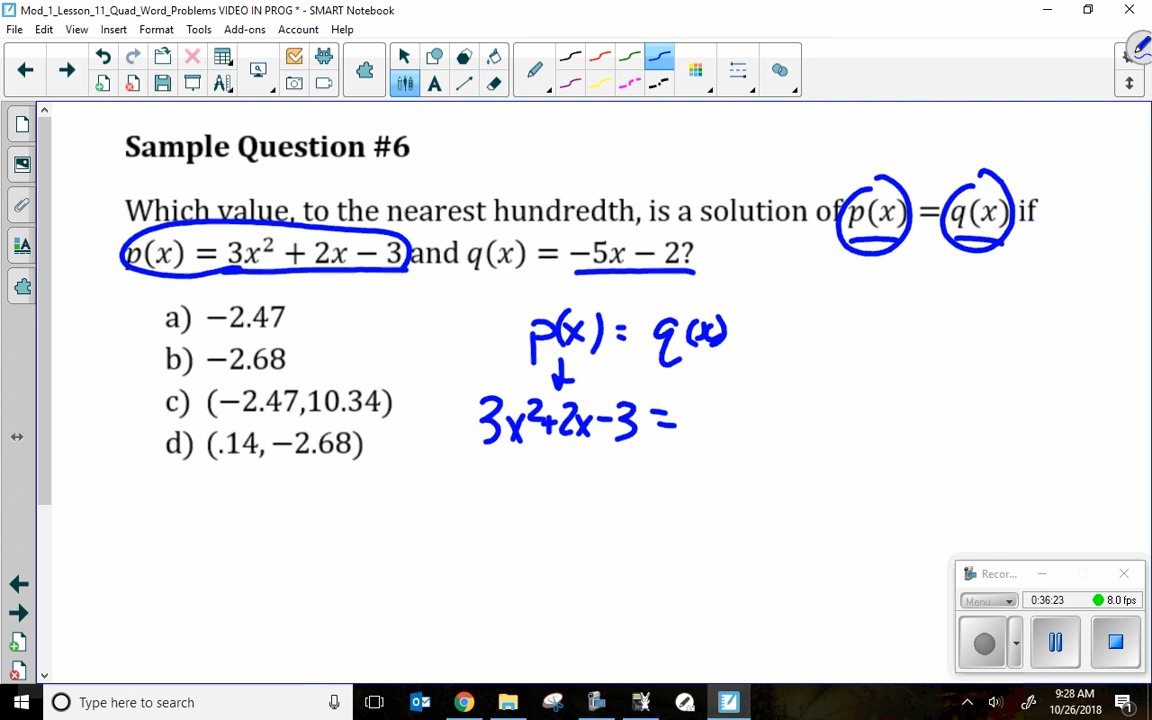 Mod_1_Lesson_11_Quad_Word_Problems VIDEO IN PROG * - SMART Notebook
File Edit View Insert Format Tools Add-ons Account Help
Sample Question #6
Which value, to the nearest hundredth, is a solution of p(x) = q(x) if
p(x) = 3x² + 2x − 3 and q(x) = −5x − 2?
a) −2.47
b) −2.68
c) (−2.47,10.34)
d) (.14, −2.68)
p(x) = q(x)
3x²+2x-3 =
Recor...
Menu 0:36:23 8.0 fps
Type here to search
9:28 AM
10/26/2018
1